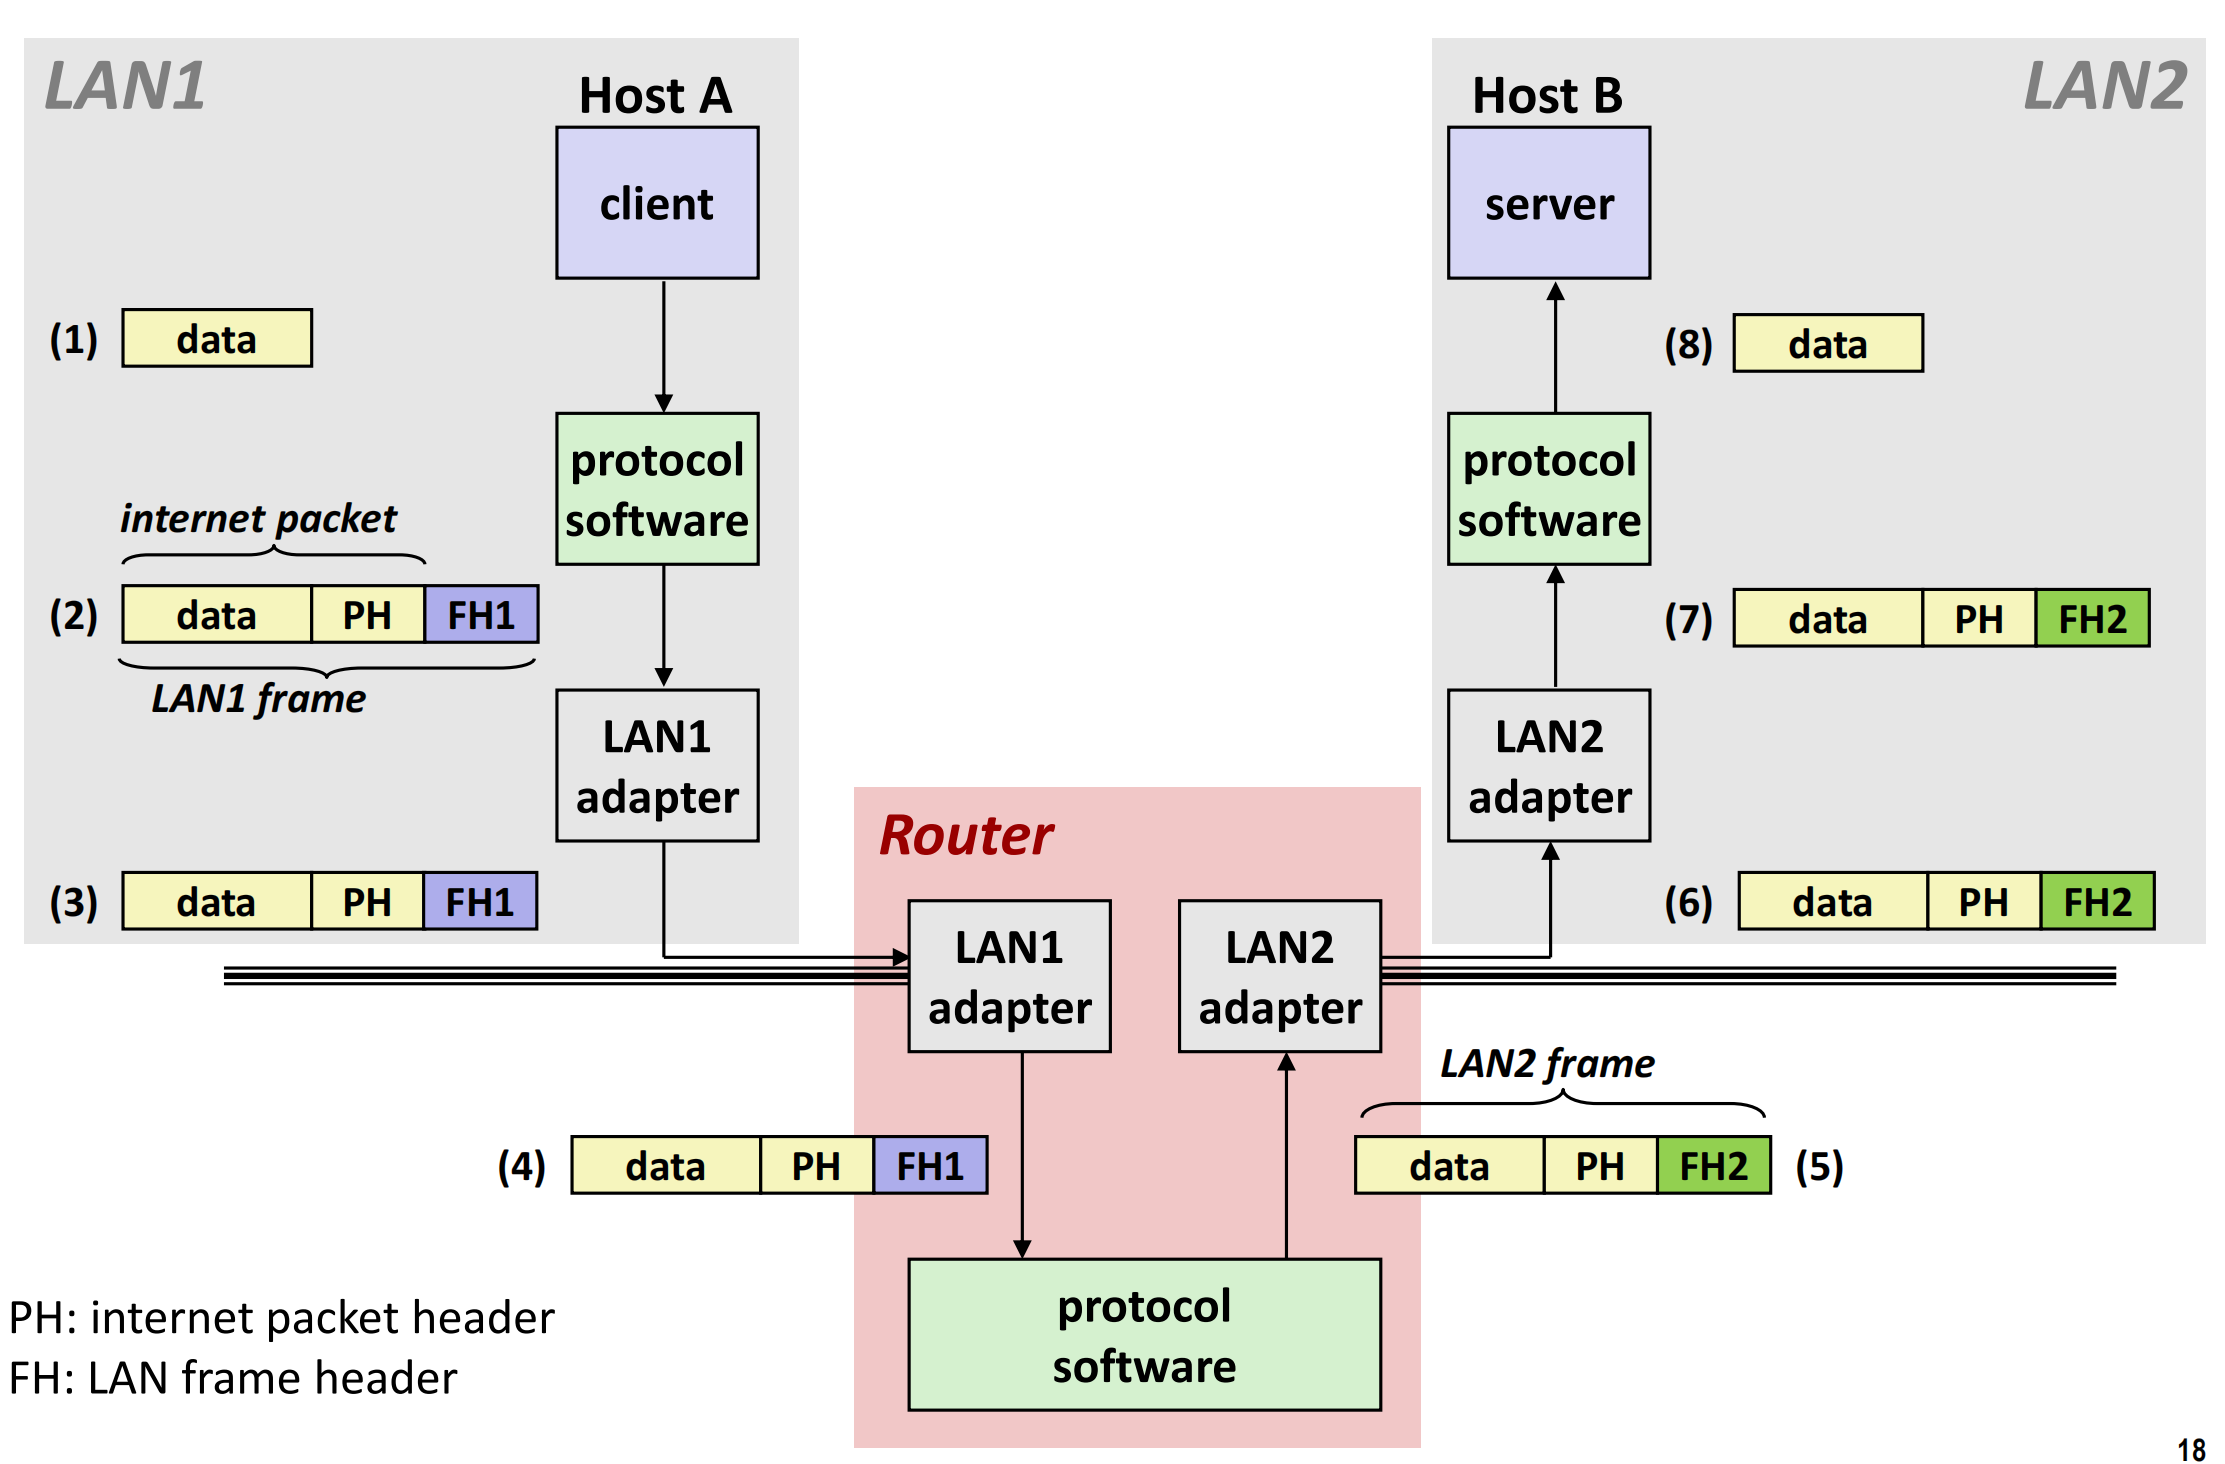 LAN1
Host A
client
(1) data
protocol
software
internet packet
(2) data PH FH1
LAN1 frame
LAN1
adapter
(3) data PH FH1
Host B
LAN2
server
(8) data
protocol
software
(7) data PH FH2
LAN2
adapter
(6) data PH FH2
Router
LAN1
adapter
LAN2
adapter
LAN2 frame
(4) data PH FH1
data PH FH2 (5)
protocol
software
PH: internet packet header
FH: LAN frame header
18